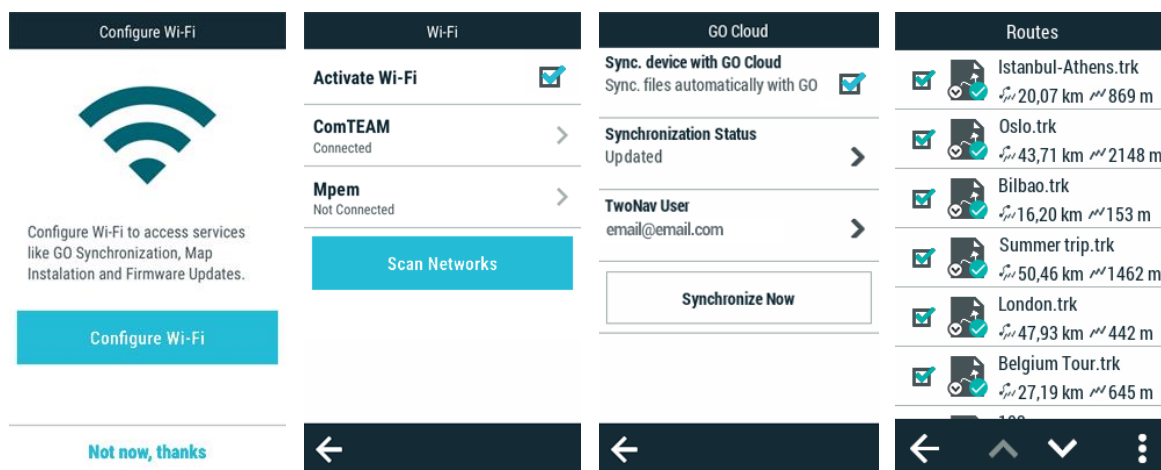 Configure Wi-Fi
Configure Wi-Fi to access services
like GO Synchronization, Map
Instalation and Firmware Updates.
Configure Wi-Fi
Not now, thanks
Wi-Fi
Activate Wi-Fi
ComTEAM
Connected
Mpem
Not Connected
Scan Networks
GO Cloud
Sync. device with GO Cloud
Sync. files automatically with GO
Synchronization Status
Updated
TwoNav User
email@email.com
Synchronize Now
Routes
Istanbul-Athens.trk
20,07 km 869 m
Oslo.trk
43,71 km 2148 m
Bilbao.trk
16,20 km 153 m
Summer trip.trk
50,46 km 1462 m
London.trk
47,93 km 442 m
Belgium Tour.trk
27,19 km 645 m